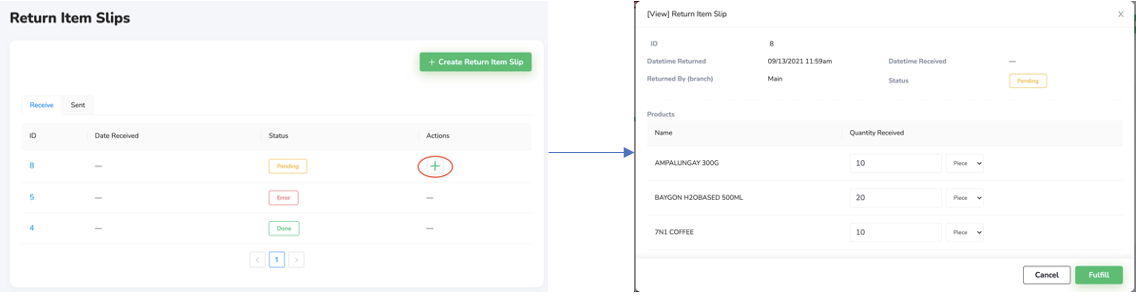 Return Item Slips
+ Create Return Item Slip
Receive Sent
ID Date Received Status Actions
8 — Pending +
5 — Error —
4 — Done —
< 1 >
[View] Return Item Slip X
ID 8
Datetime Returned 09/13/2021 11:59am Datetime Received —
Returned By (branch) Main Status Pending
Products
Name Quantity Received
AMPALUNGAY 300G 10 Piece
BAYGON H2OBASED 500ML 20 Piece
7N1 COFFEE 10 Piece
Cancel Fulfill